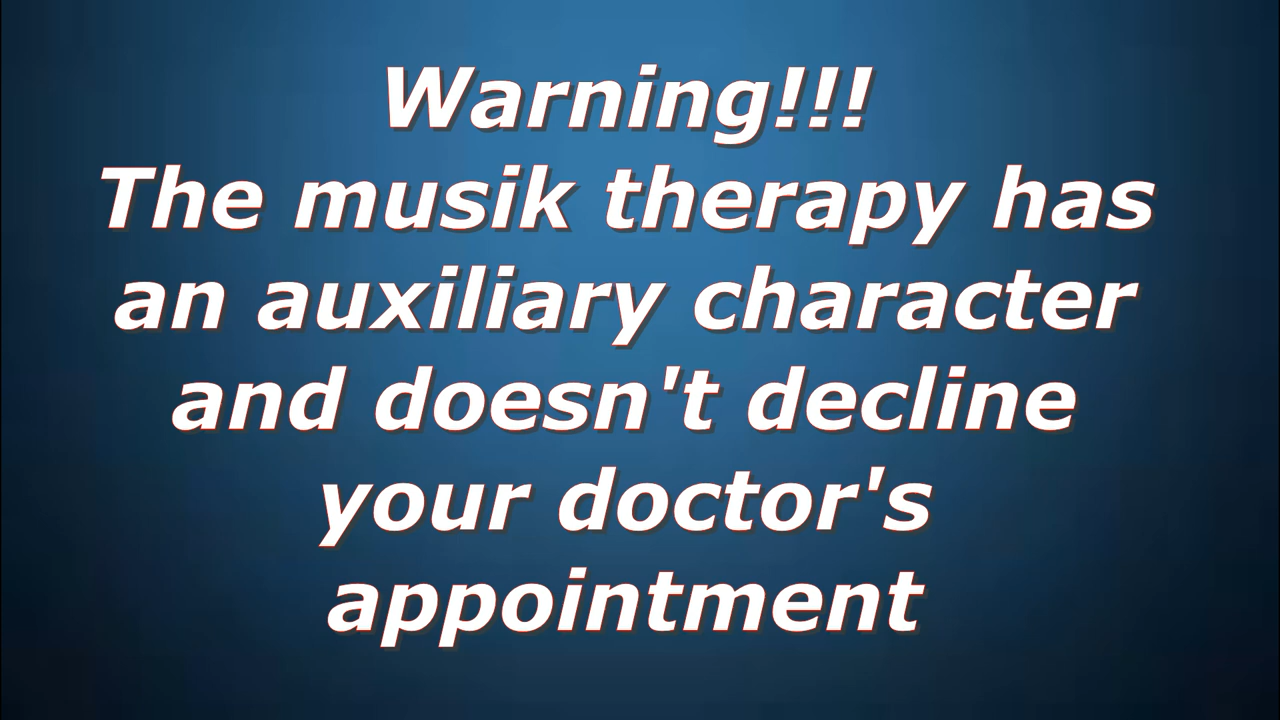 Warning!!!
The musik therapy has
an auxiliary character
and doesn't decline
your doctor's
appointment